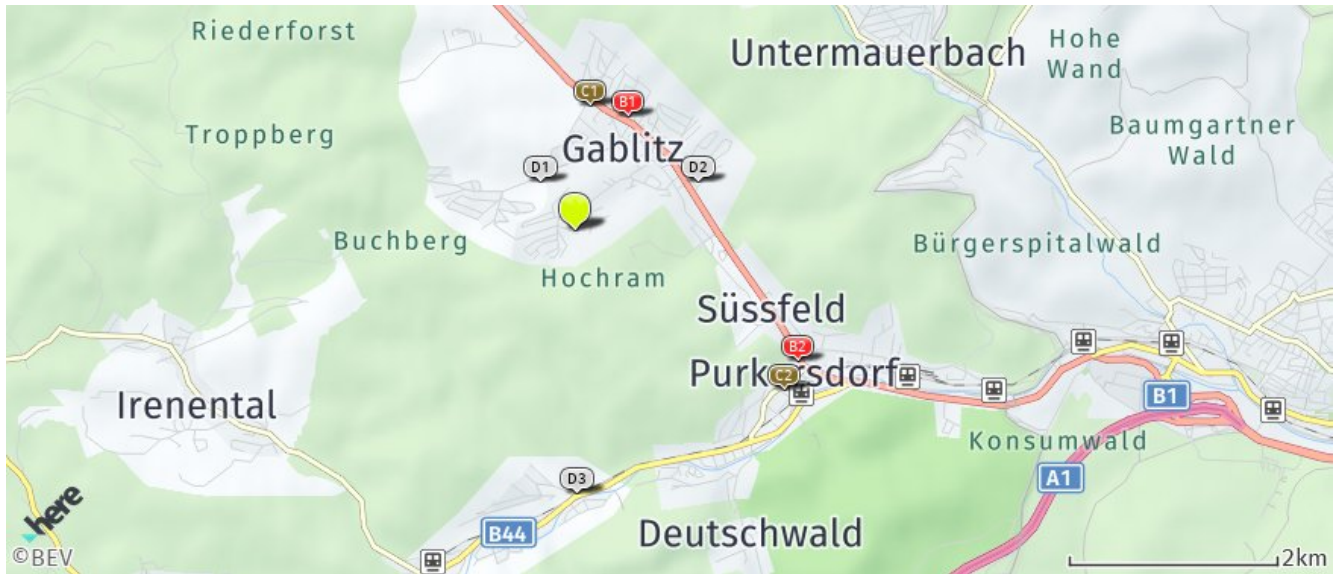 Riederforst
Untermauerbach
Hohe
Wand
C1
B1
Troppberg
Baumgartner
Wald
Gablitz
D1
D2
Buchberg
Bürgerspitalwald
Hochram
Süssfeld
B2
Purkersdorf
C2
Irenental
B1
Konsumwald
A1
D3
here
B44
Deutschwald
©BEV
2km